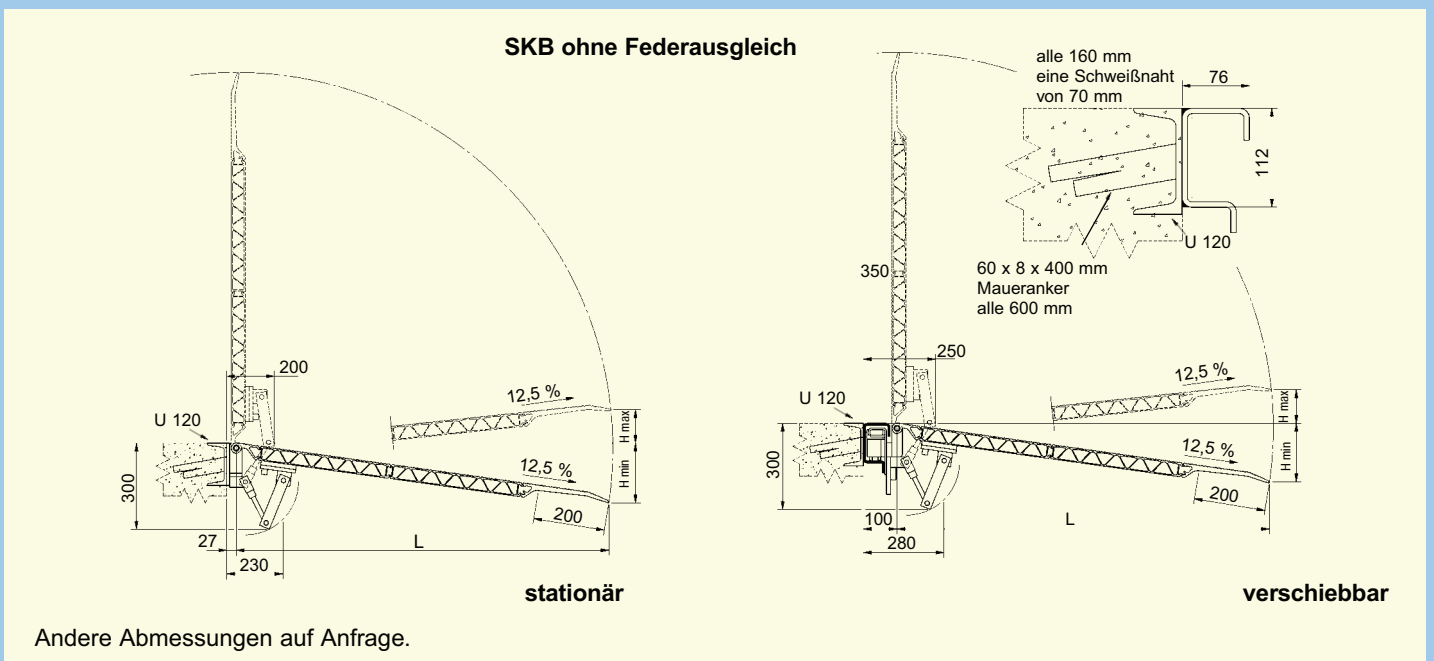 SKB ohne Federausgleich
alle 160 mm
eine Schweißnaht
von 70 mm
76
112
U 120
60 x 8 x 400 mm
Maueranker
alle 600 mm
200
U 120
12,5 %
H max
12,5 %
H min
300
200
27
L
230
stationär
350
250
U 120
12,5 %
H max
12,5 %
H min
300
200
100
L
280
verschiebbar
Andere Abmessungen auf Anfrage.